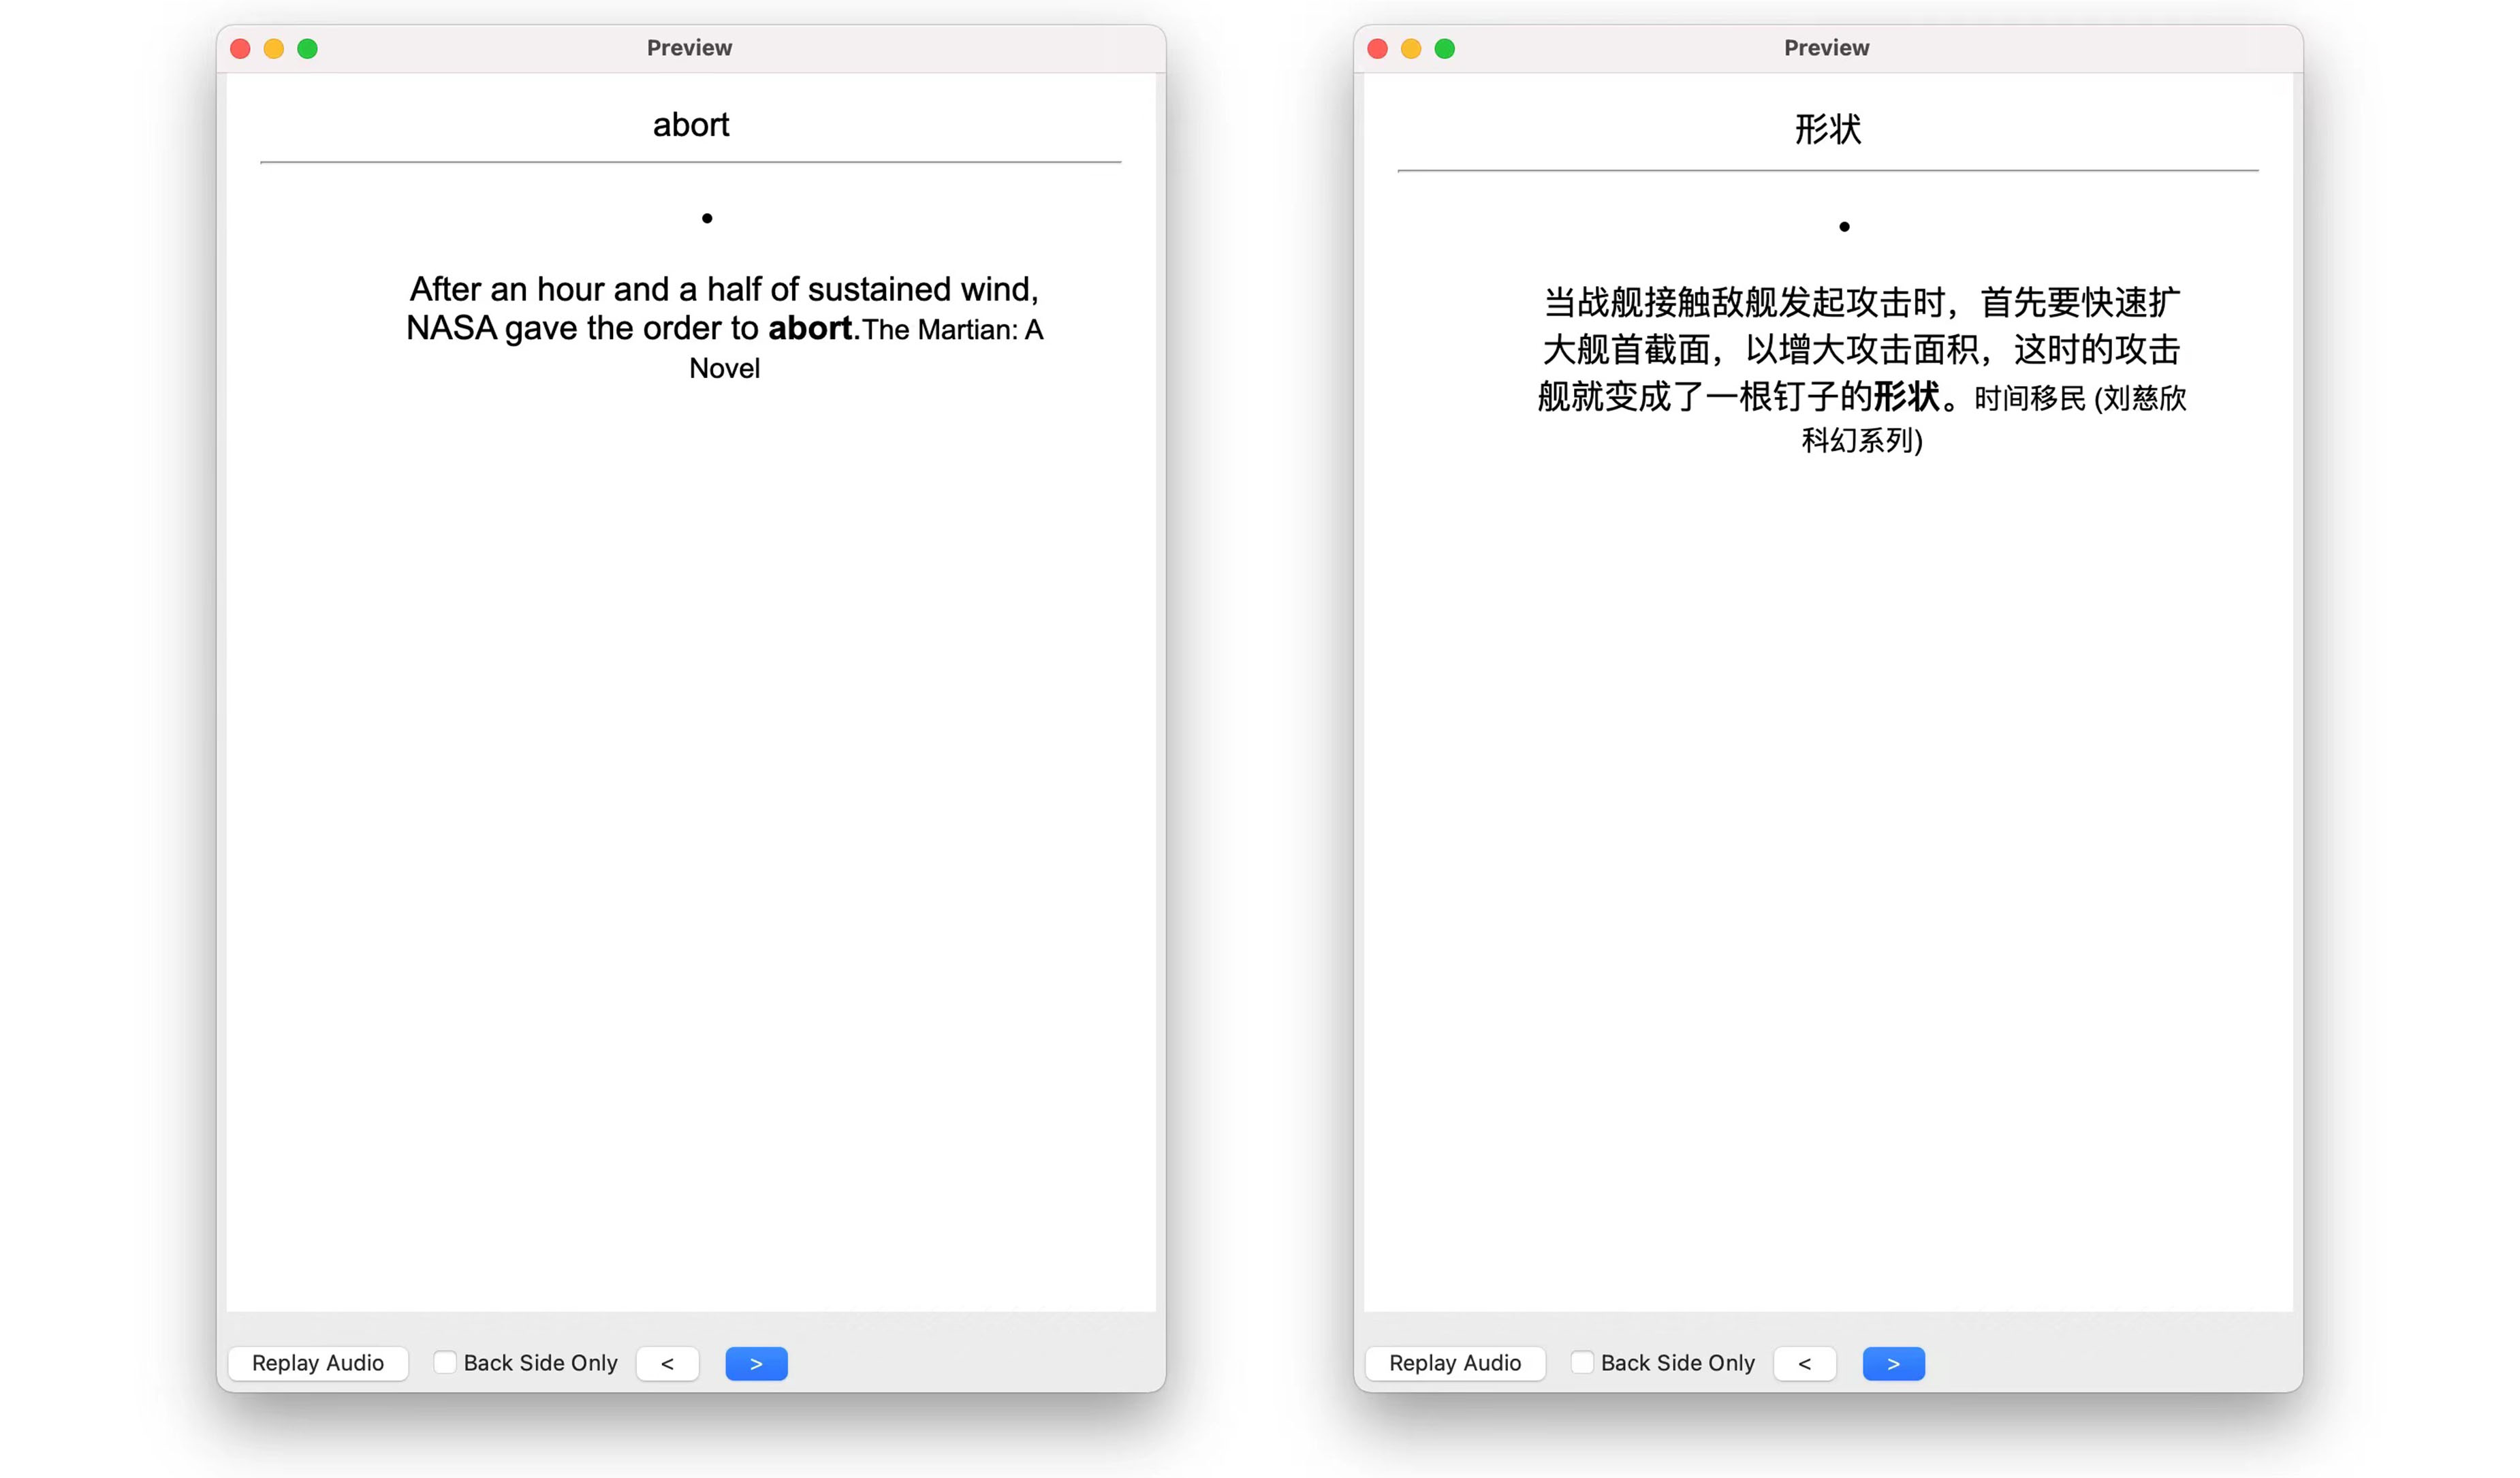 Preview
abort
•
After an hour and a half of sustained wind,
NASA gave the order to abort.The Martian: A
Novel
Replay Audio
Back Side Only
<
>
Preview
形状
•
当战舰接触敌舰发起攻击时，首先要快速扩
大舰首截面，以增大攻击面积，这时的攻击
舰就变成了一根钉子的形状。时间移民 (刘慈欣
科幻系列)
Replay Audio
Back Side Only
<
>